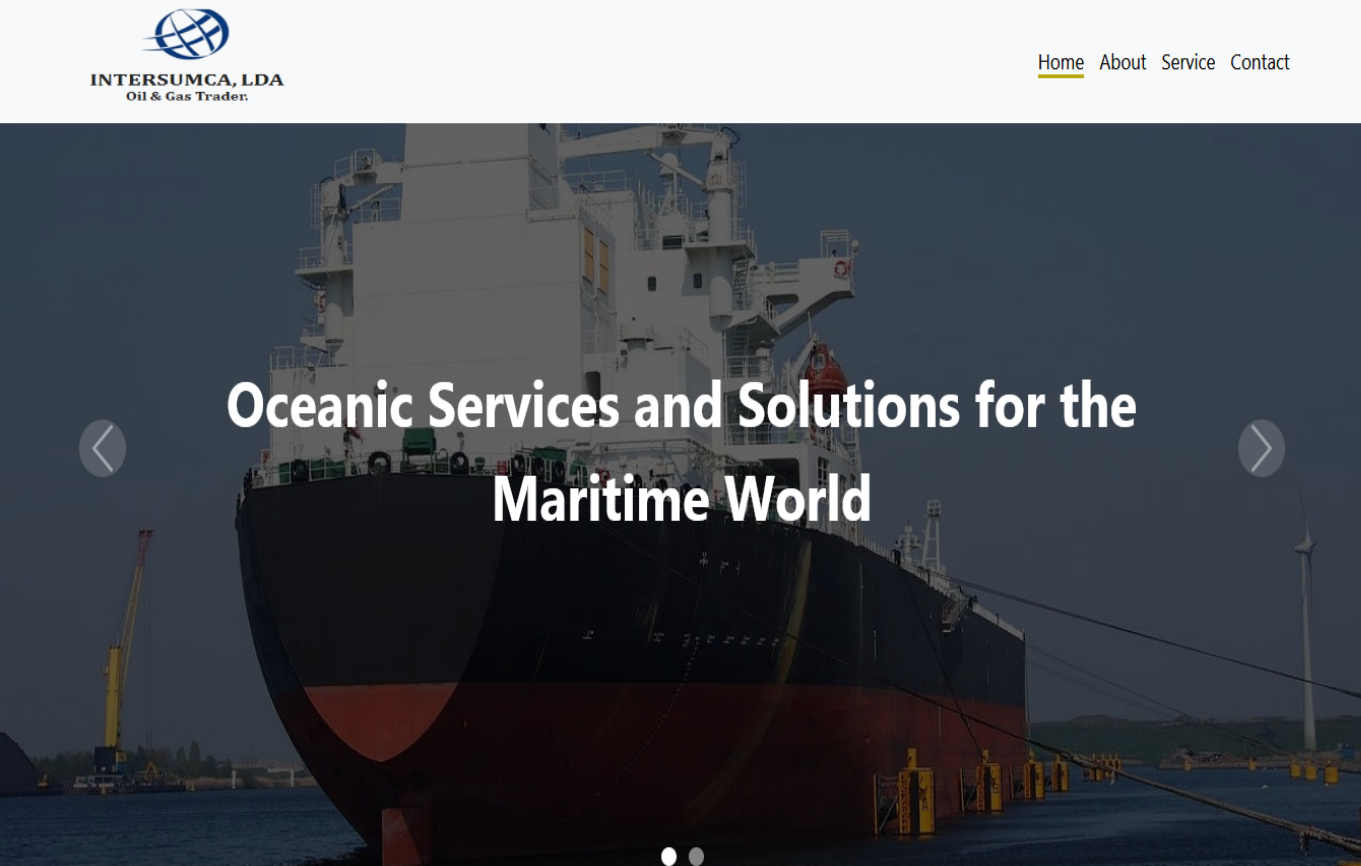 INTERSUMCA, LDA
Oil & Gas Trader.
Home About Service Contact
Oceanic Services and Solutions for the
Maritime World